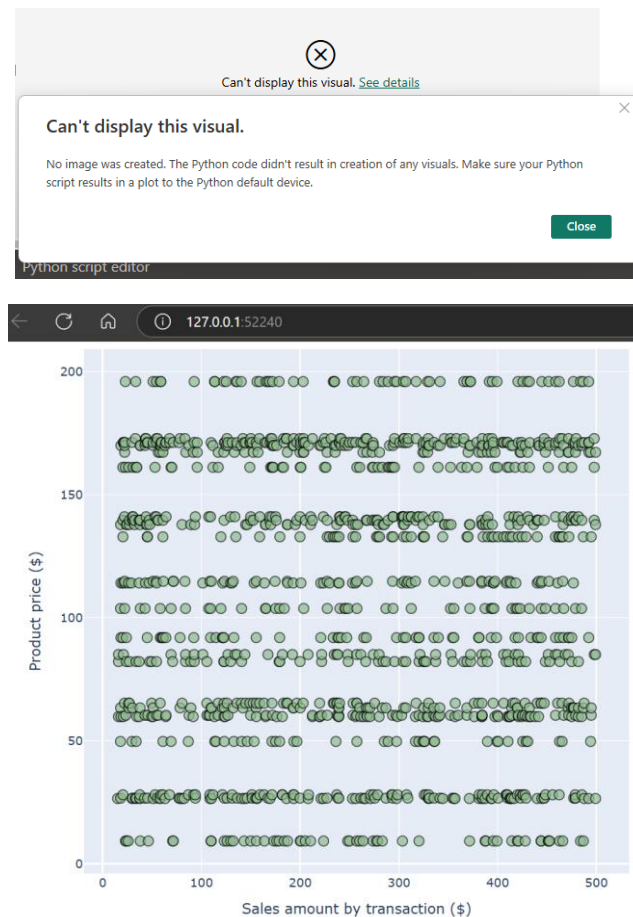 Can't display this visual. See details
Can't display this visual.
No image was created. The Python code didn't result in creation of any visuals. Make sure your Python
script results in a plot to the Python default device.
Close
Python script editor
127.0.0.1:52240
200
150
100
50
0
Product price ($)
0 100 200 300 400 500
Sales amount by transaction ($)